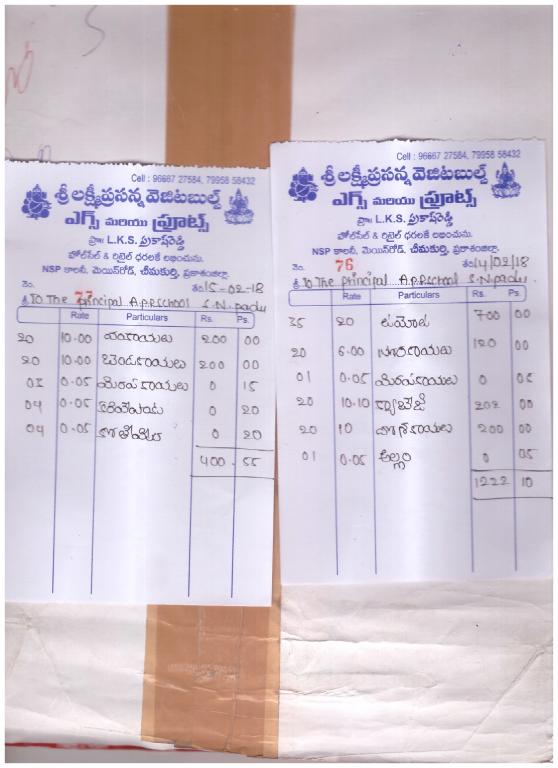 Cell : 96667 27584, 79958 58432
శ్రీ లక్ష్మీప్రసన్న వెజిటబుల్స్
ఎగ్స్ మరియు ఫ్రూట్స్
ప్రొ॥ L.K.S. ప్రకాష్‌రెడ్డి
హోల్‌సేల్ & రిటైల్ ధరలకే లభించును.
NSP కాలనీ, మెయిన్‌రోడ్, చీమకుర్తి, ప్రకాశంజిల్లా.
నెం. 77 తేది 15-02-18
శ్రీ To The principal A.P.R.school S.N.padu
Rate Particulars Rs. Ps.
20 10.00 వంకాయలు 200 00
20 10.00 బెండకాయలు 200 00
03 0.05 మిరపకాయలు 0 15
04 0.05 కరివేపాకు 0 20
04 0.05 కొత్తిమీర 0 20
400 55
Cell : 96667 27584, 79958 58432
శ్రీ లక్ష్మీప్రసన్న వెజిటబుల్స్
ఎగ్స్ మరియు ఫ్రూట్స్
ప్రొ॥ L.K.S. ప్రకాష్‌రెడ్డి
హోల్‌సేల్ & రిటైల్ ధరలకే లభించును.
NSP కాలనీ, మెయిన్‌రోడ్, చీమకుర్తి, ప్రకాశంజిల్లా.
నెం. 76 తేది 14/02/18
శ్రీ To The principal A.P.R.school S.N.padu.
Rate Particulars Rs. Ps.
35 20 టమోట 700 00
20 6.00 120 00
01 0.05 మిరపకాయలు 0 05
20 10.10 క్యాబేజి 202 00
20 10 దోసకాయలు 200 00
01 0.05 అల్లం 0 05
1222 10